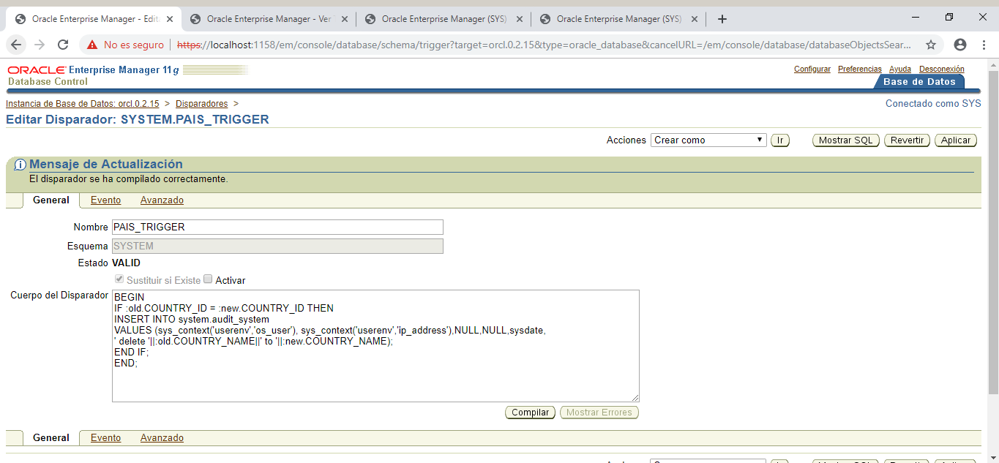 Oracle Enterprise Manager - Edit
Oracle Enterprise Manager - Ver
Oracle Enterprise Manager (SYS)
Oracle Enterprise Manager (SYS)
No es seguro
https://localhost:1158/em/console/database/schema/trigger?target=orcl.0.2.15&type=oracle_database&cancelURL=/em/console/database/databaseObjectsSear...
ORACLE Enterprise Manager 11g
Database Control
Configurar Preferencias Ayuda Desconexión
Base de Datos
Instancia de Base de Datos: orcl.0.2.15 > Disparadores >
Conectado como SYS
Editar Disparador: SYSTEM.PAIS_TRIGGER
Acciones Crear como Ir Mostrar SQL Revertir Aplicar
Mensaje de Actualización
El disparador se ha compilado correctamente.
General Evento Avanzado
Nombre PAIS_TRIGGER
Esquema SYSTEM
Estado VALID
Sustituir si Existe Activar
Cuerpo del Disparador
BEGIN
IF :old.COUNTRY_ID = :new.COUNTRY_ID THEN
INSERT INTO system.audit_system
VALUES (sys_context('userenv','os_user'), sys_context('userenv','ip_address'),NULL,NULL,sysdate,
' delete '||:old.COUNTRY_NAME||' to '||:new.COUNTRY_NAME);
END IF;
END;
Compilar Mostrar Errores
General Evento Avanzado